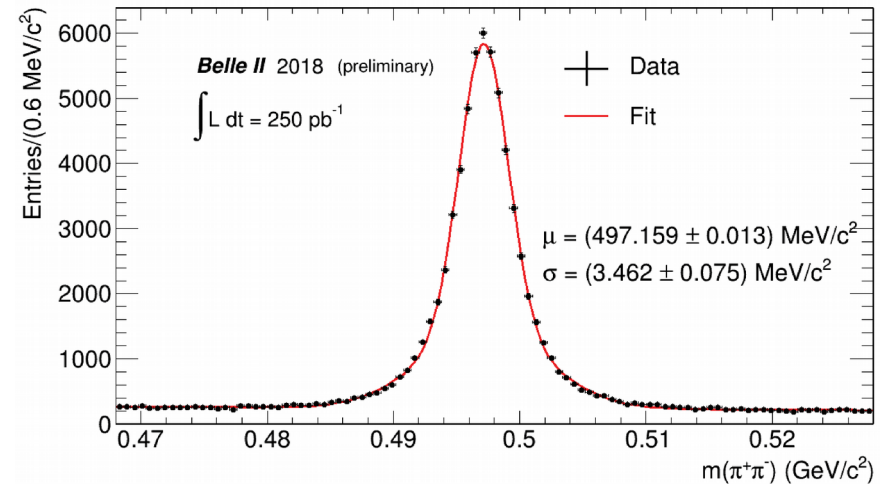 Entries/(0.6 MeV/c²)
6000
5000
4000
3000
2000
1000
0
Belle II 2018 (preliminary)
∫L dt = 250 pb⁻¹
Data
Fit
μ = (497.159 ± 0.013) MeV/c²
σ = (3.462 ± 0.075) MeV/c²
0.47 0.48 0.49 0.5 0.51 0.52
m(π⁺π⁻) (GeV/c²)